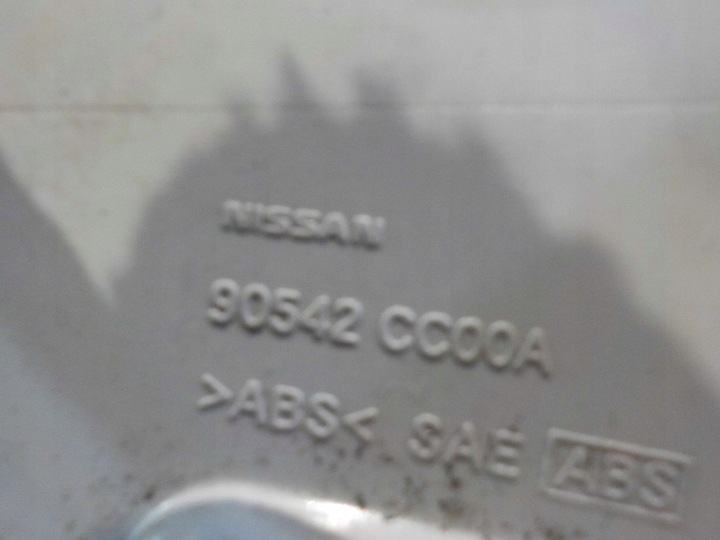 NISSAN
90542 CC00A
>ABS< SAE ABS